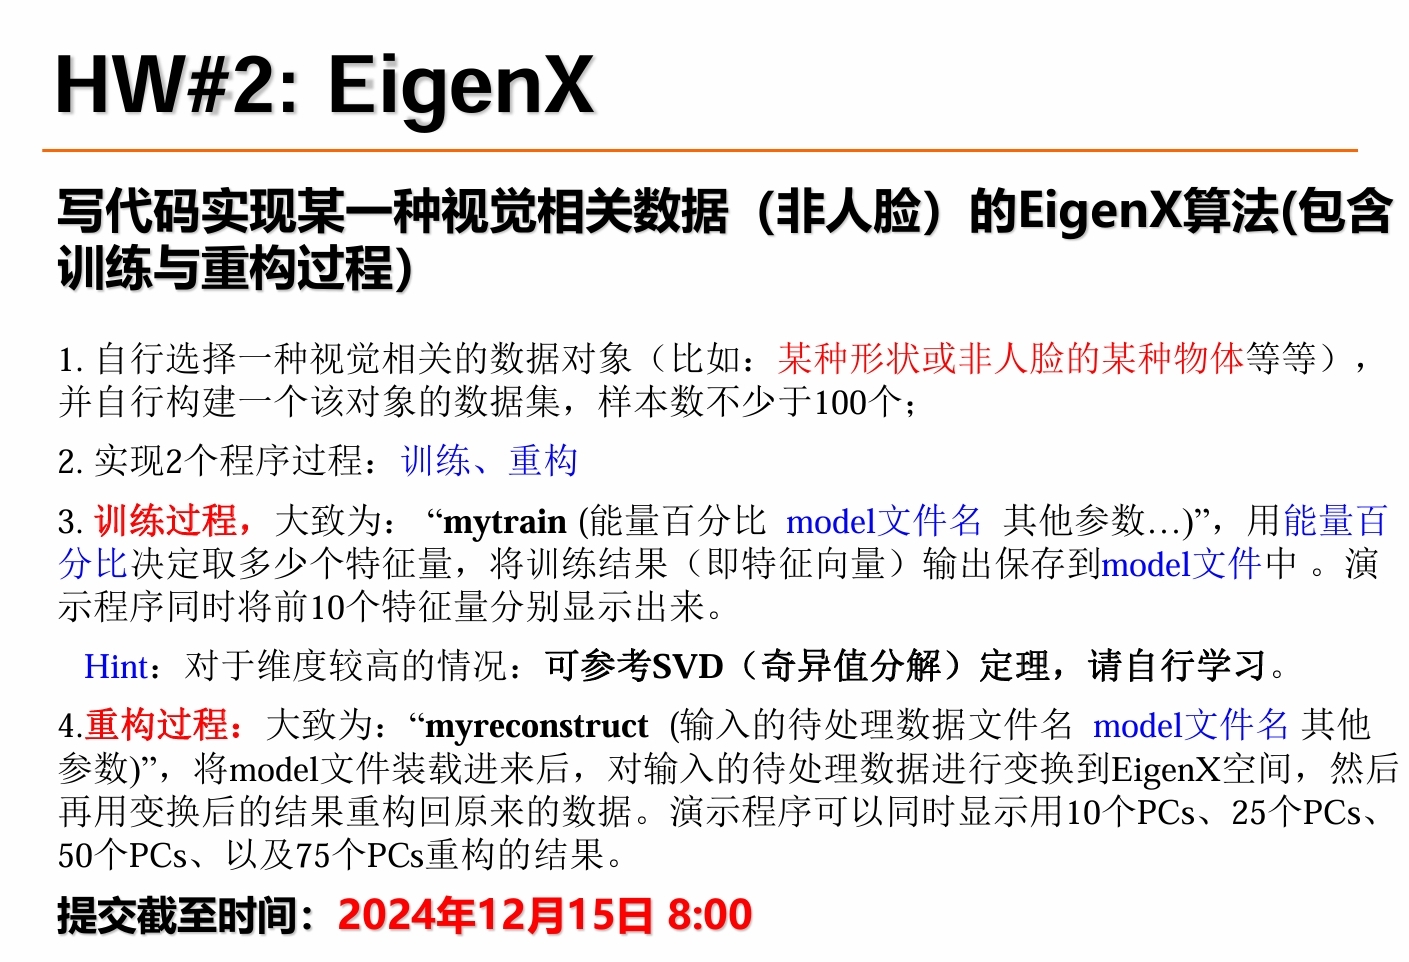 HW#2: EigenX
写代码实现某一种视觉相关数据（非人脸）的EigenX算法(包含
训练与重构过程)
1. 自行选择一种视觉相关的数据对象（比如：某种形状或非人脸的某种物体等等），
并自行构建一个该对象的数据集，样本数不少于100个；
2. 实现2个程序过程：训练、重构
3. 训练过程，大致为： “mytrain (能量百分比 model文件名 其他参数…)”，用能量百
分比决定取多少个特征量，将训练结果（即特征向量）输出保存到model文件中 。演
示程序同时将前10个特征量分别显示出来。
Hint：对于维度较高的情况：可参考SVD（奇异值分解）定理，请自行学习。
4.重构过程：大致为：“myreconstruct (输入的待处理数据文件名 model文件名 其他
参数)”，将model文件装载进来后，对输入的待处理数据进行变换到EigenX空间，然后
再用变换后的结果重构回原来的数据。演示程序可以同时显示用10个PCs、25个PCs、
50个PCs、以及75个PCs重构的结果。
提交截至时间：2024年12月15日 8:00